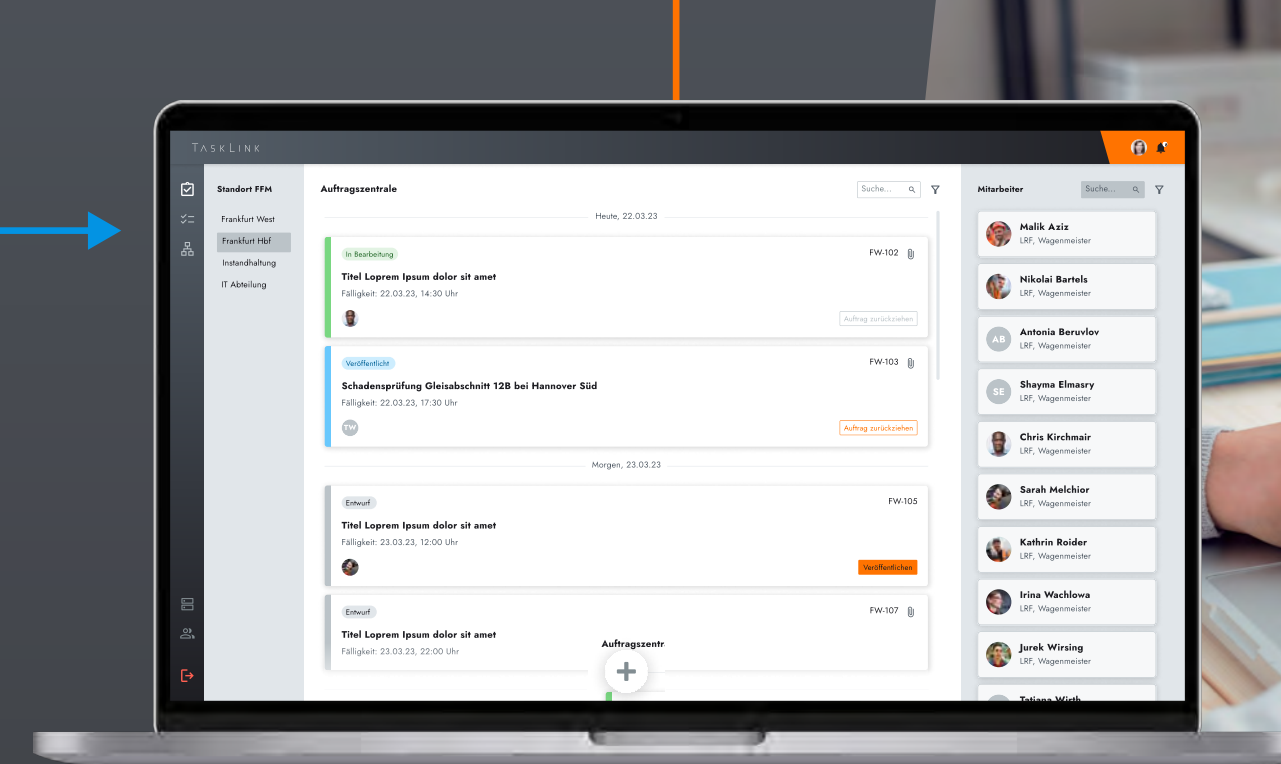 TASKLINK
Standort FFM
Frankfurt West
Frankfurt Hbf
Instandhaltung
IT Abteilung
Auftragszentrale
Suche...
Heute, 22.03.23
In Bearbeitung
FW-102
Titel Loprem Ipsum dolor sit amet
Fälligkeit: 22.03.23, 14:30 Uhr
Auftrag zurückziehen
Veröffentlicht
FW-103
Schadensprüfung Gleisabschnitt 12B bei Hannover Süd
Fälligkeit: 22.03.23, 17:30 Uhr
TW
Auftrag zurückziehen
Morgen, 23.03.23
Entwurf
FW-105
Titel Loprem Ipsum dolor sit amet
Fälligkeit: 23.03.23, 12:00 Uhr
Veröffentlichen
Entwurf
FW-107
Titel Loprem Ipsum dolor sit amet
Fälligkeit: 23.03.23, 22:00 Uhr
Auftragszentr
Mitarbeiter
Suche...
Malik Aziz
LRF, Wagenmeister
Nikolai Bartels
LRF, Wagenmeister
AB
Antonia Beruvlov
LRF, Wagenmeister
SE
Shayma Elmasry
LRF, Wagenmeister
Chris Kirchmair
LRF, Wagenmeister
Sarah Melchior
LRF, Wagenmeister
Kathrin Roider
LRF, Wagenmeister
Irina Wachlowa
LRF, Wagenmeister
Jurek Wirsing
LRF, Wagenmeister
Tatiana Wirth